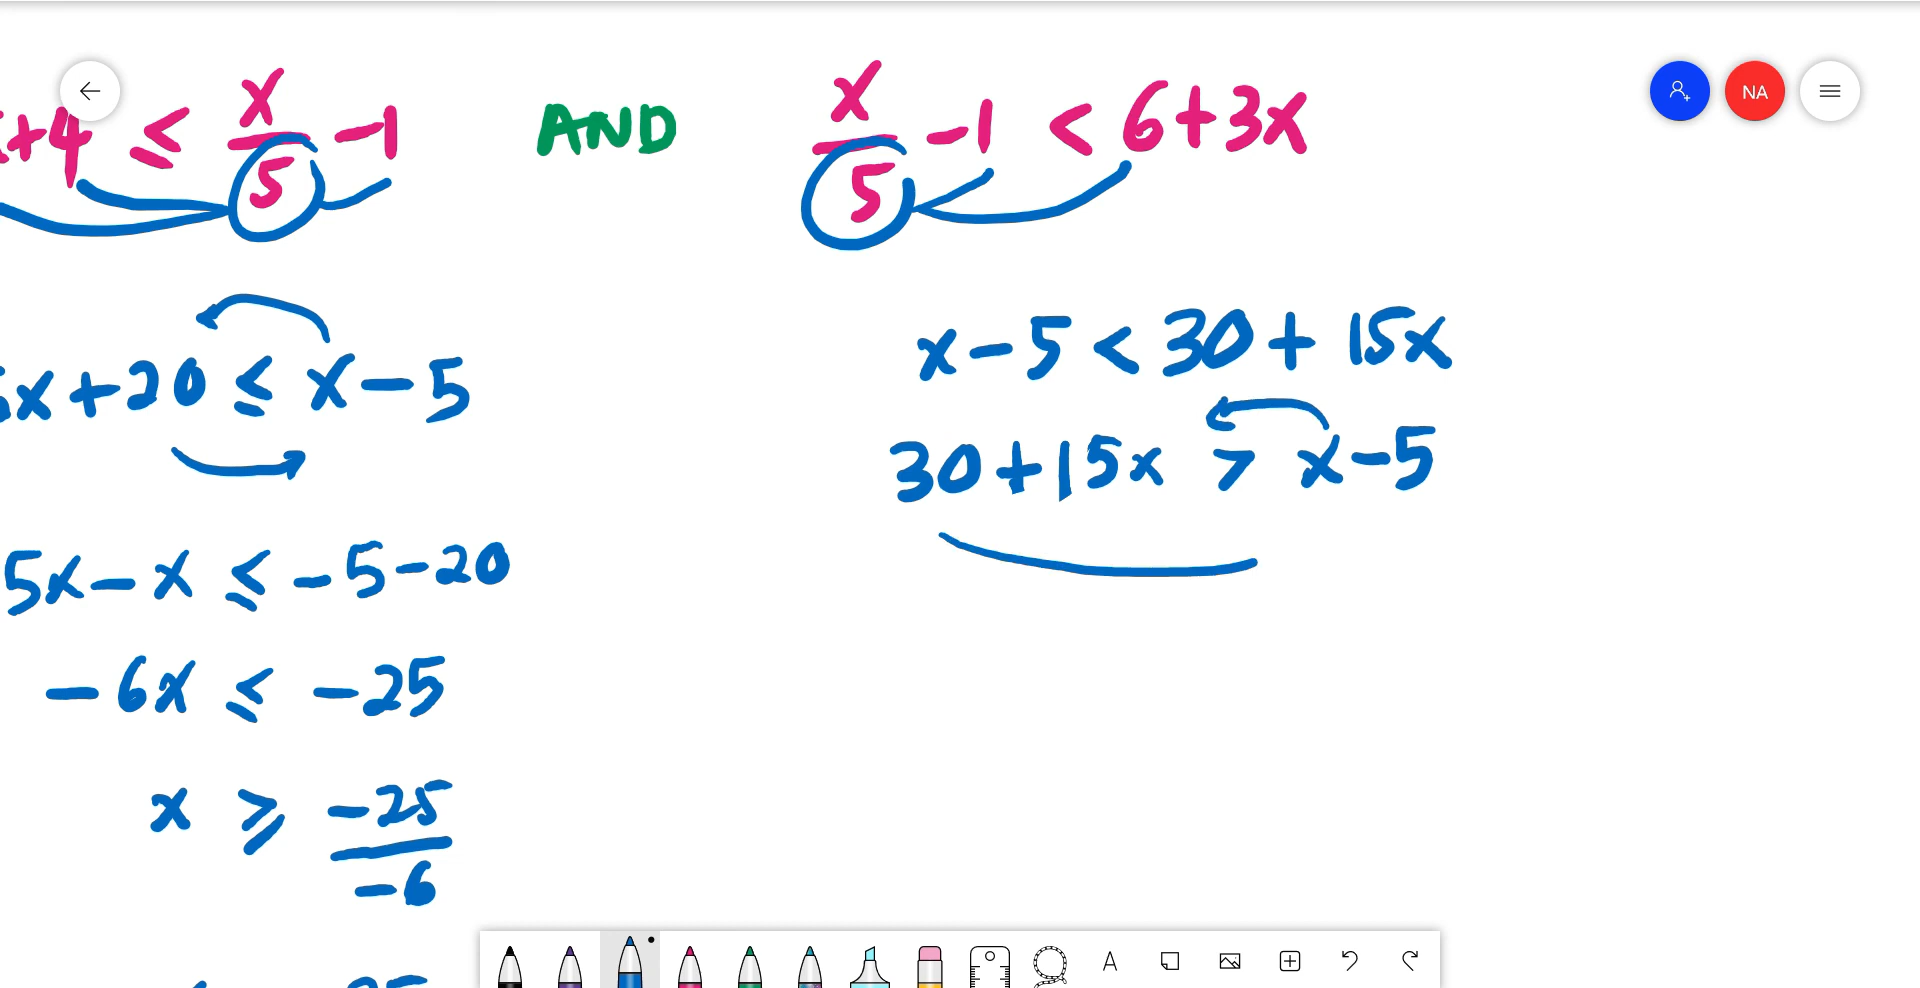 +4 ≤ x/5 -1 AND x/5 -1 < 6+3x
NA
x+20 ≤ x-5
5x-x ≤ -5-20
-6x ≤ -25
x ≥ -25/-6
x-5 < 30+15x
30+15x > x-5
A